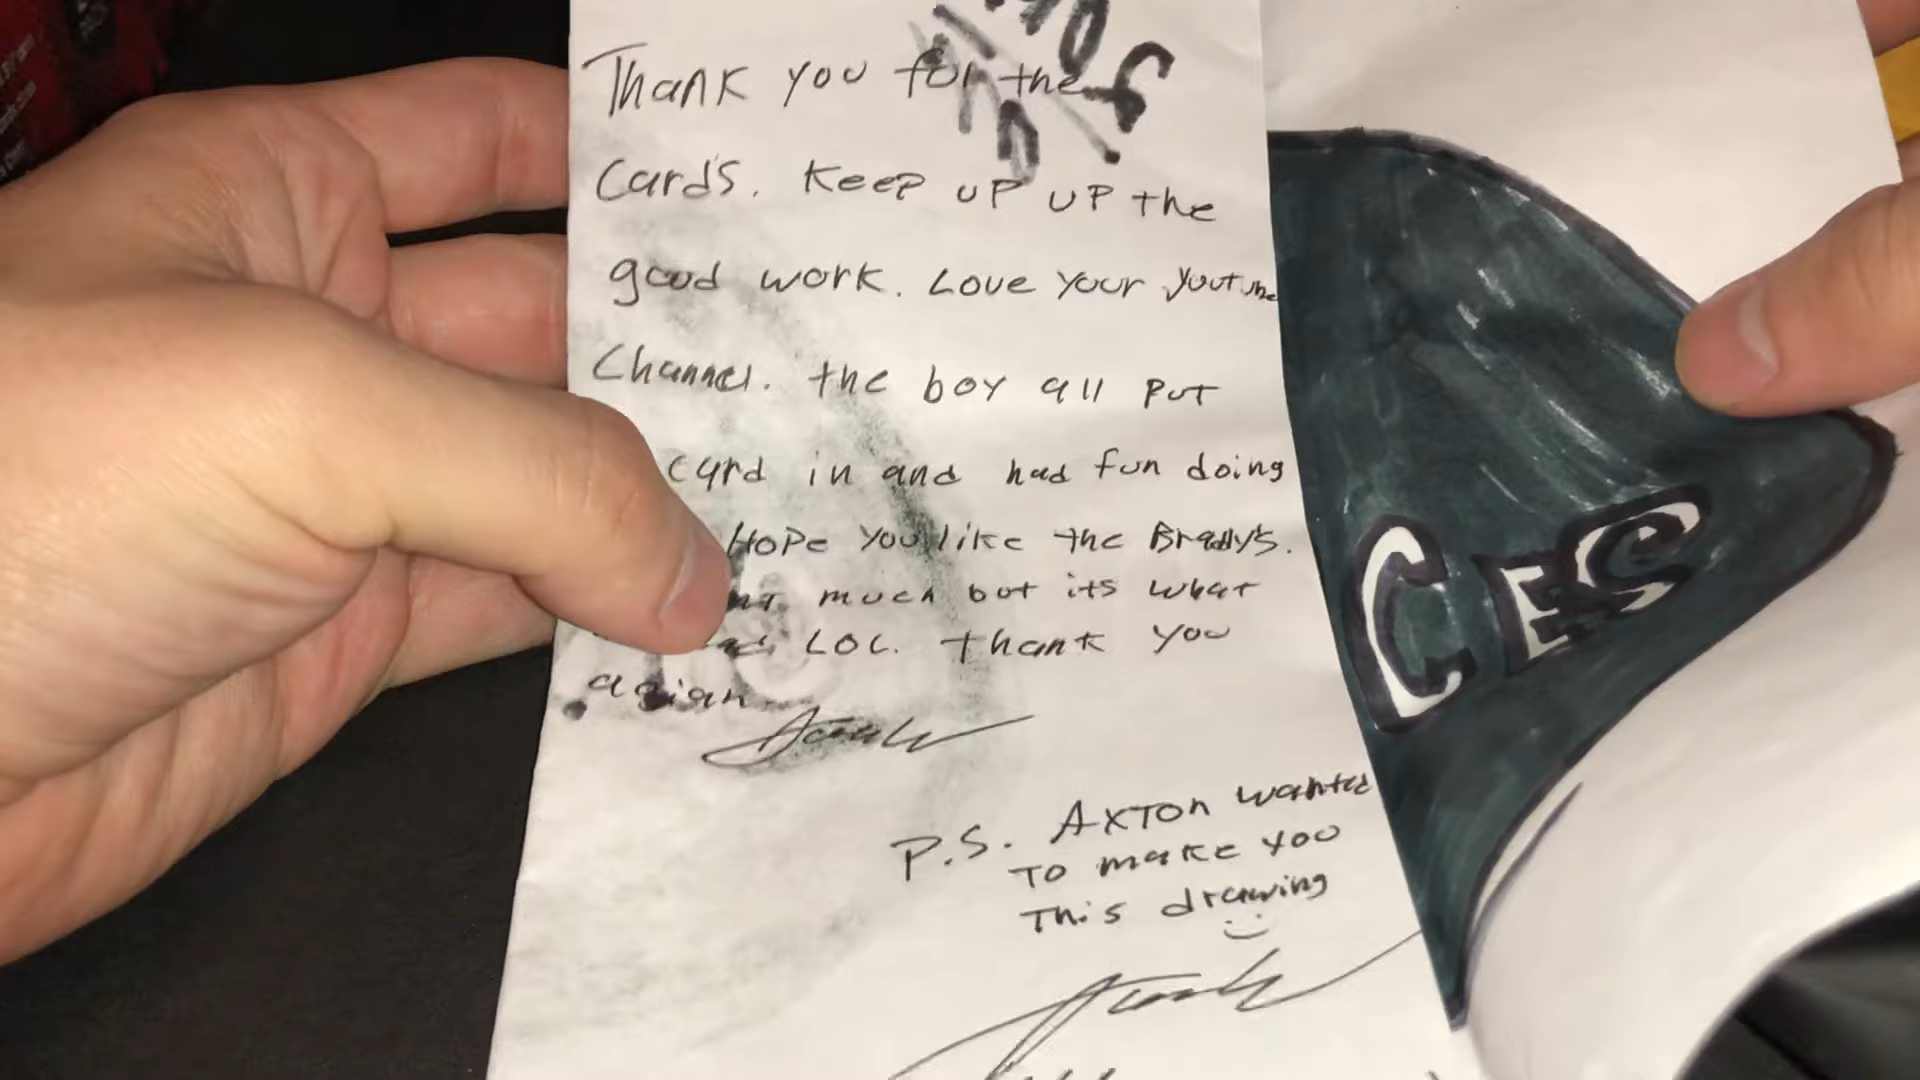 Thank you for the
Cards. Keep up up the
good work. Love your youtube
Channel. the boy all put
card in and had fun doing
Hope you like the Brady's.
much but its what
LOL. Thank you
agian
P.S. Axton wanted
To make you
This drawing
CES